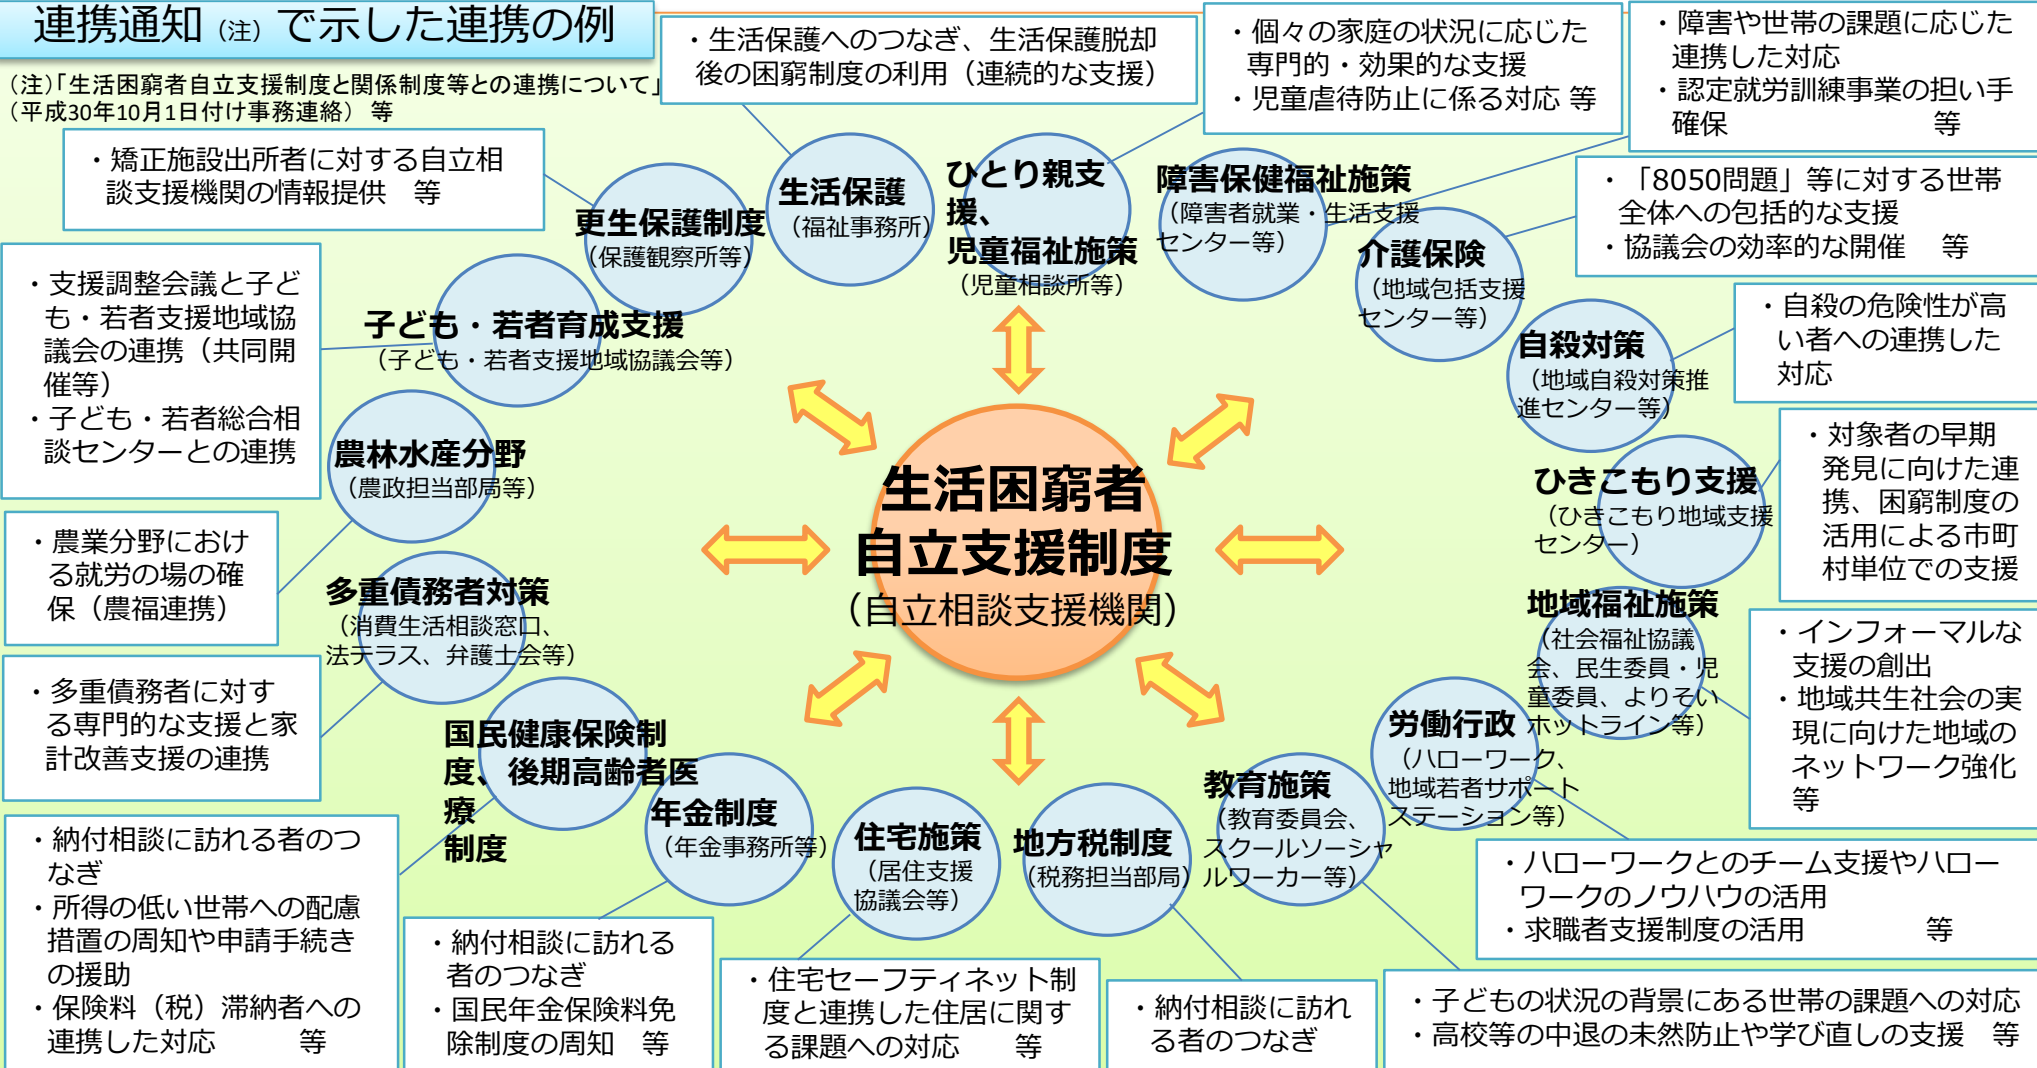 連携通知（注）で示した連携の例
（注）「生活困窮者自立支援制度と関係制度等との連携について」
（平成30年10月1日付け事務連絡） 等
・生活保護へのつなぎ、生活保護脱却
後の困窮制度の利用（連続的な支援）
・個々の家庭の状況に応じた
専門的・効果的な支援
・児童虐待防止に係る対応 等
・障害や世帯の課題に応じた
連携した対応
・認定就労訓練事業の担い手
確保 等
・矯正施設出所者に対する自立相
談支援機関の情報提供 等
・「8050問題」等に対する世帯
全体への包括的な支援
・協議会の効率的な開催 等
更生保護制度
（保護観察所等）
生活保護
（福祉事務所）
ひとり親支
援、
児童福祉施策
（児童相談所等）
障害保健福祉施策
（障害者就業・生活支援
センター等）
介護保険
（地域包括支援
センター等）
・支援調整会議と子ど
も・若者支援地域協
議会の連携（共同開
催等）
・子ども・若者総合相
談センターとの連携
子ども・若者育成支援
（子ども・若者支援地域協議会等）
自殺対策
（地域自殺対策推
進センター等）
・自殺の危険性が高
い者への連携した
対応
農林水産分野
（農政担当部局等）
生活困窮者
自立支援制度
（自立相談支援機関）
ひきこもり支援
（ひきこもり地域支援
センター）
・対象者の早期
発見に向けた連
携、困窮制度の
活用による市町
村単位での支援
・農業分野におけ
る就労の場の確
保（農福連携）
多重債務者対策
（消費生活相談窓口、
法テラス、弁護士会等）
地域福祉施策
（社会福祉協議
会、民生委員・児
童委員、よりそい
ホットライン等）
・インフォーマルな
支援の創出
・地域共生社会の実
現に向けた地域の
ネットワーク強化
等
・多重債務者に対す
る専門的な支援と家
計改善支援の連携
国民健康保険制
度、後期高齢者医
療
制度
年金制度
（年金事務所等）
住宅施策
（居住支援
協議会等）
地方税制度
（税務担当部局）
教育施策
（教育委員会、
スクールソーシャ
ルワーカー等）
労働行政
（ハローワーク、
地域若者サポート
ステーション等）
・納付相談に訪れる者のつ
なぎ
・所得の低い世帯への配慮
措置の周知や申請手続き
の援助
・保険料（税）滞納者への
連携した対応 等
・納付相談に訪れる
者のつなぎ
・国民年金保険料免
除制度の周知 等
・住宅セーフティネット制
度と連携した住居に関す
る課題への対応 等
・納付相談に訪れ
る者のつなぎ
・ハローワークとのチーム支援やハロー
ワークのノウハウの活用
・求職者支援制度の活用 等
・子どもの状況の背景にある世帯の課題への対応
・高校等の中退の未然防止や学び直しの支援 等